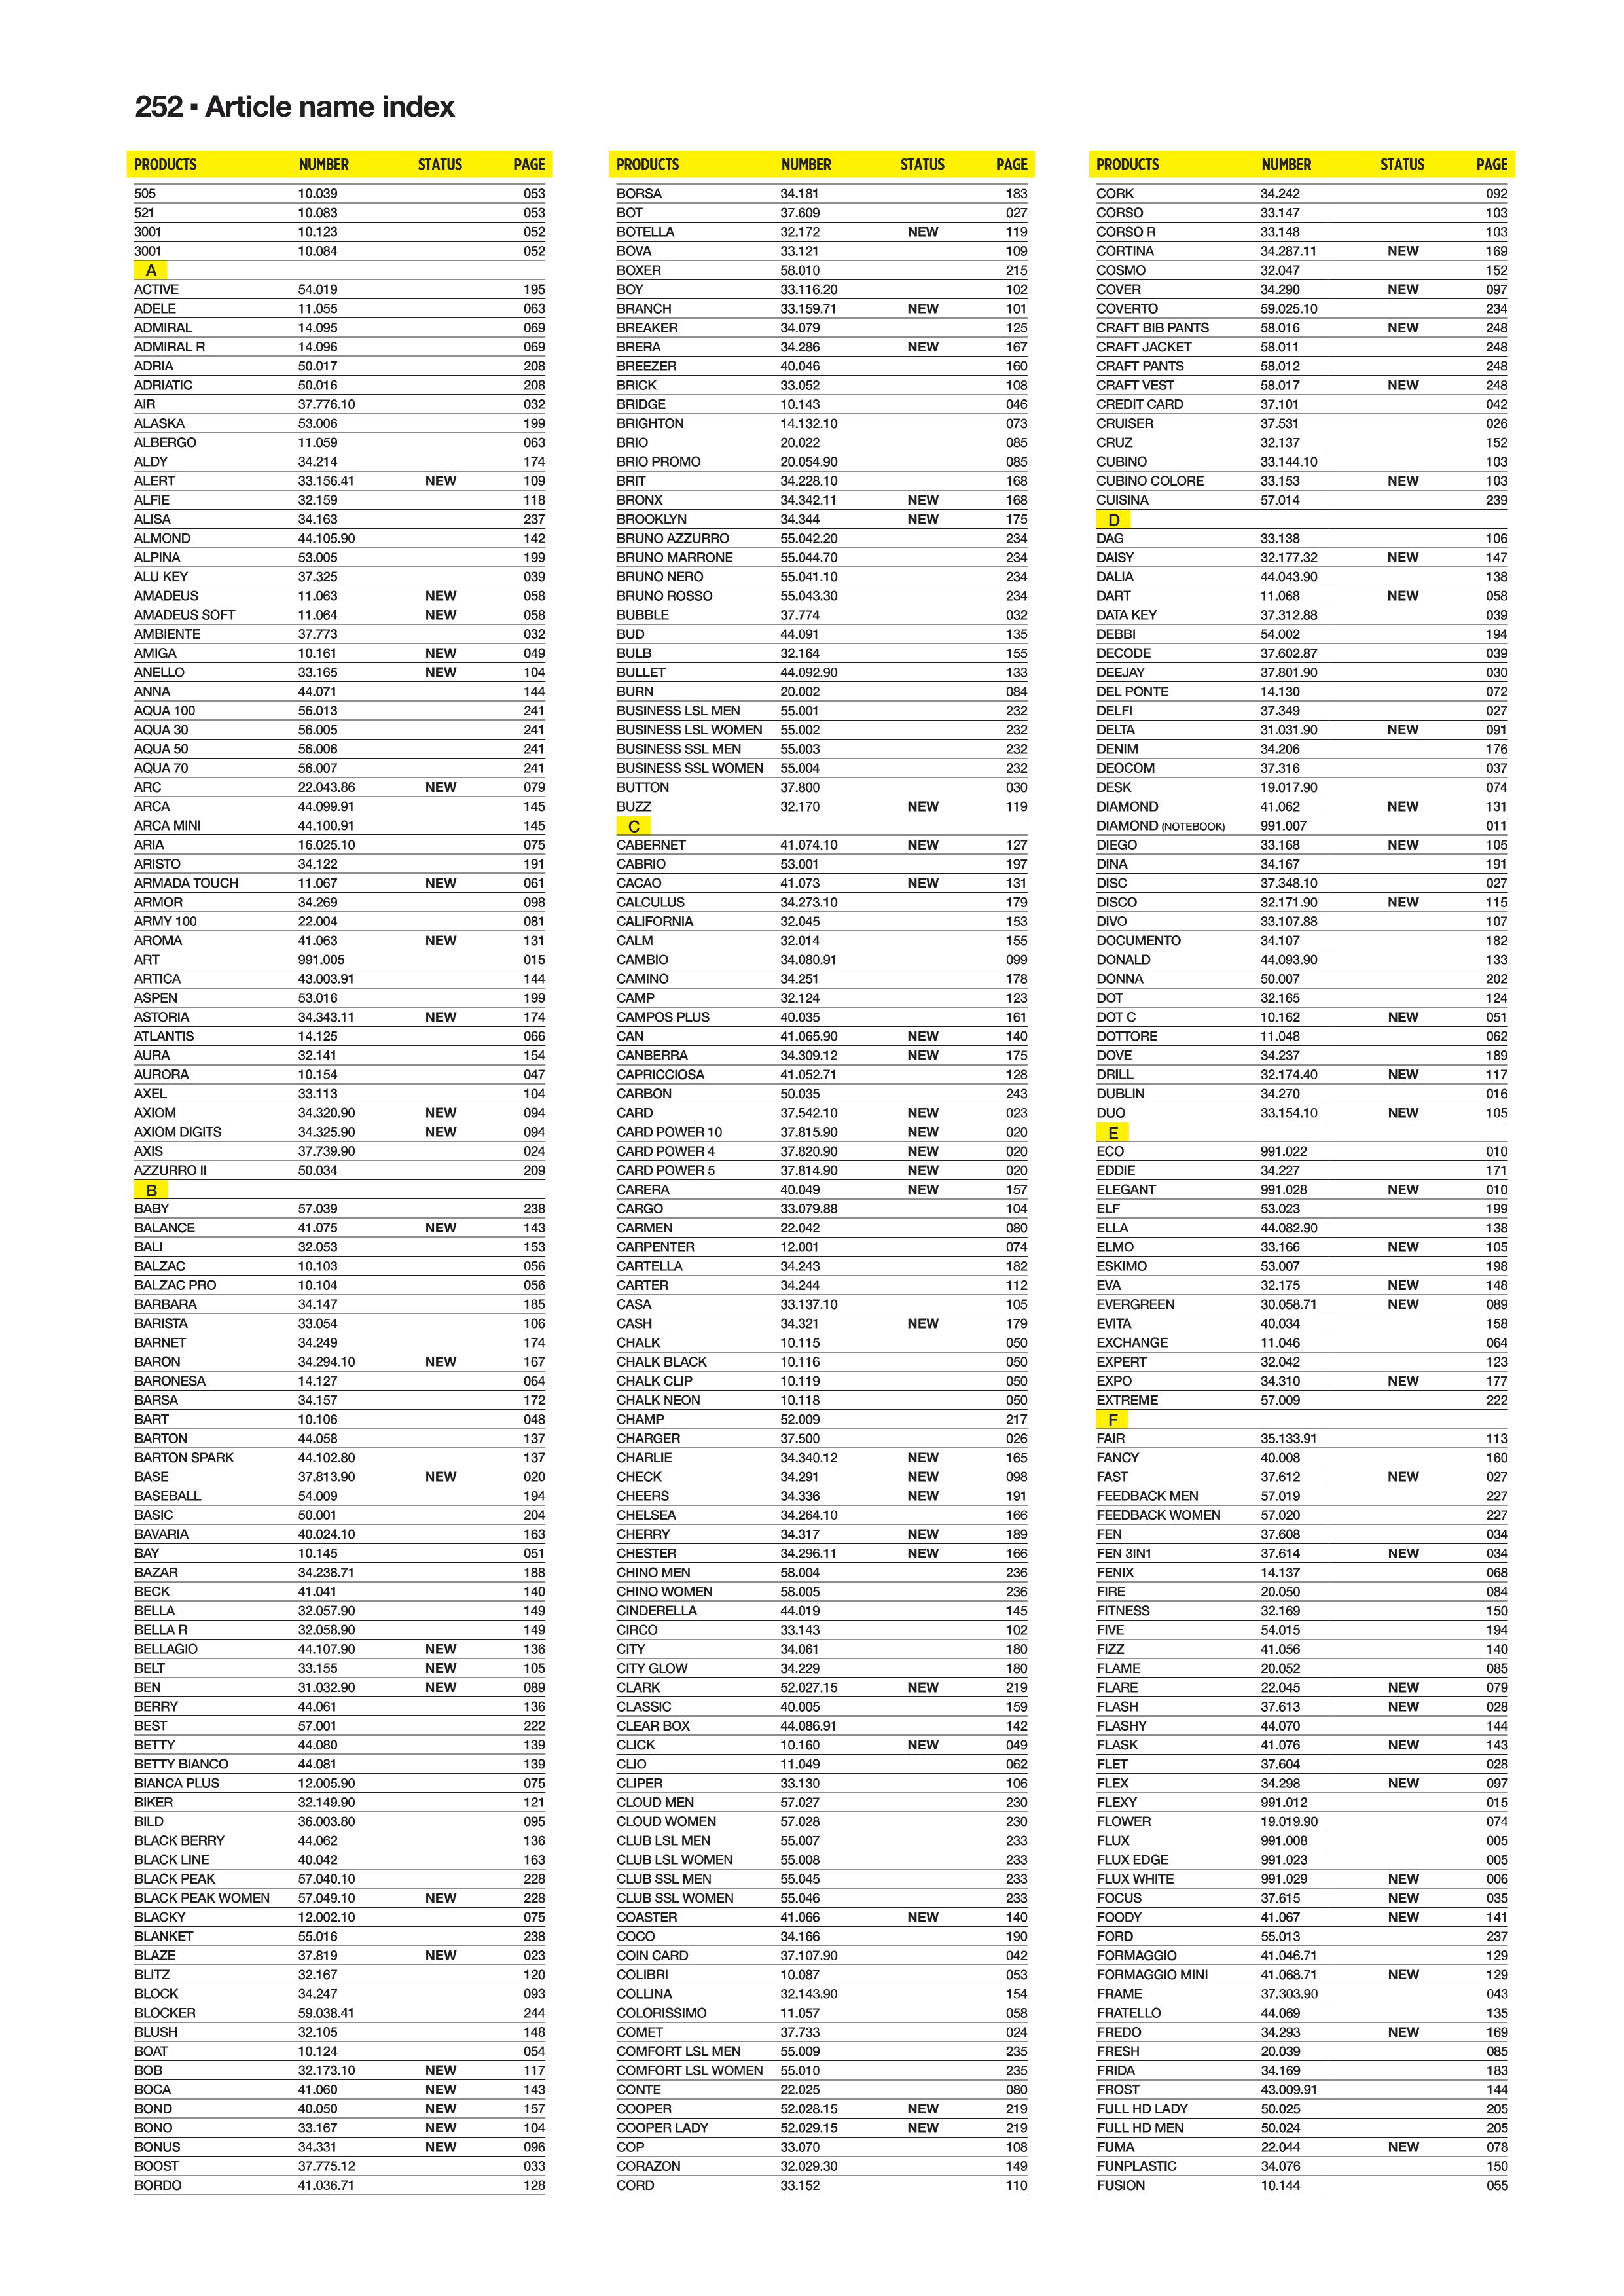 252 ▪ Article name index
PRODUCTS NUMBER STATUS PAGE
505 10.039 053
521 10.083 053
3001 10.123 052
3001 10.084 052
A
ACTIVE 54.019 195
ADELE 11.055 063
ADMIRAL 14.095 069
ADMIRAL R 14.096 069
ADRIA 50.017 208
ADRIATIC 50.016 208
AIR 37.776.10 032
ALASKA 53.006 199
ALBERGO 11.059 063
ALDY 34.214 174
ALERT 33.156.41 NEW 109
ALFIE 32.159 118
ALISA 34.163 237
ALMOND 44.105.90 142
ALPINA 53.005 199
ALU KEY 37.325 039
AMADEUS 11.063 NEW 058
AMADEUS SOFT 11.064 NEW 058
AMBIENTE 37.773 032
AMIGA 10.161 NEW 049
ANELLO 33.165 NEW 104
ANNA 44.071 144
AQUA 100 56.013 241
AQUA 30 56.005 241
AQUA 50 56.006 241
AQUA 70 56.007 241
ARC 22.043.86 NEW 079
ARCA 44.099.91 145
ARCA MINI 44.100.91 145
ARIA 16.025.10 075
ARISTO 34.122 191
ARMADA TOUCH 11.067 NEW 061
ARMOR 34.269 098
ARMY 100 22.004 081
AROMA 41.063 NEW 131
ART 991.005 015
ARTICA 43.003.91 144
ASPEN 53.016 199
ASTORIA 34.343.11 NEW 174
ATLANTIS 14.125 066
AURA 32.141 154
AURORA 10.154 047
AXEL 33.113 104
AXIOM 34.320.90 NEW 094
AXIOM DIGITS 34.325.90 NEW 094
AXIS 37.739.90 024
AZZURRO II 50.034 209
B
BABY 57.039 238
BALANCE 41.075 NEW 143
BALI 32.053 153
BALZAC 10.103 056
BALZAC PRO 10.104 056
BARBARA 34.147 185
BARISTA 33.054 106
BARNET 34.249 174
BARON 34.294.10 NEW 167
BARONESA 14.127 064
BARSA 34.157 172
BART 10.106 048
BARTON 44.058 137
BARTON SPARK 44.102.80 137
BASE 37.813.90 NEW 020
BASEBALL 54.009 194
BASIC 50.001 204
BAVARIA 40.024.10 163
BAY 10.145 051
BAZAR 34.238.71 188
BECK 41.041 140
BELLA 32.057.90 149
BELLA R 32.058.90 149
BELLAGIO 44.107.90 NEW 136
BELT 33.155 NEW 105
BEN 31.032.90 NEW 089
BERRY 44.061 136
BEST 57.001 222
BETTY 44.080 139
BETTY BIANCO 44.081 139
BIANCA PLUS 12.005.90 075
BIKER 32.149.90 121
BILD 36.003.80 095
BLACK BERRY 44.062 136
BLACK LINE 40.042 163
BLACK PEAK 57.040.10 228
BLACK PEAK WOMEN 57.049.10 NEW 228
BLACKY 12.002.10 075
BLANKET 55.016 238
BLAZE 37.819 NEW 023
BLITZ 32.167 120
BLOCK 34.247 093
BLOCKER 59.038.41 244
BLUSH 32.105 148
BOAT 10.124 054
BOB 32.173.10 NEW 117
BOCA 41.060 NEW 143
BOND 40.050 NEW 157
BONO 33.167 NEW 104
BONUS 34.331 NEW 096
BOOST 37.775.12 033
BORDO 41.036.71 128
PRODUCTS NUMBER STATUS PAGE
BORSA 34.181 183
BOT 37.609 027
BOTELLA 32.172 NEW 119
BOVA 33.121 109
BOXER 58.010 215
BOY 33.116.20 102
BRANCH 33.159.71 NEW 101
BREAKER 34.079 125
BRERA 34.286 NEW 167
BREEZER 40.046 160
BRICK 33.052 108
BRIDGE 10.143 046
BRIGHTON 14.132.10 073
BRIO 20.022 085
BRIO PROMO 20.054.90 085
BRIT 34.228.10 168
BRONX 34.342.11 NEW 168
BROOKLYN 34.344 NEW 175
BRUNO AZZURRO 55.042.20 234
BRUNO MARRONE 55.044.70 234
BRUNO NERO 55.041.10 234
BRUNO ROSSO 55.043.30 234
BUBBLE 37.774 032
BUD 44.091 135
BULB 32.164 155
BULLET 44.092.90 133
BURN 20.002 084
BUSINESS LSL MEN 55.001 232
BUSINESS LSL WOMEN 55.002 232
BUSINESS SSL MEN 55.003 232
BUSINESS SSL WOMEN 55.004 232
BUTTON 37.800 030
BUZZ 32.170 NEW 119
C
CABERNET 41.074.10 NEW 127
CABRIO 53.001 197
CACAO 41.073 NEW 131
CALCULUS 34.273.10 179
CALIFORNIA 32.045 153
CALM 32.014 155
CAMBIO 34.080.91 099
CAMINO 34.251 178
CAMP 32.124 123
CAMPOS PLUS 40.035 161
CAN 41.065.90 NEW 140
CANBERRA 34.309.12 NEW 175
CAPRICCIOSA 41.052.71 128
CARBON 50.035 243
CARD 37.542.10 NEW 023
CARD POWER 10 37.815.90 NEW 020
CARD POWER 4 37.820.90 NEW 020
CARD POWER 5 37.814.90 NEW 020
CARERA 40.049 NEW 157
CARGO 33.079.88 104
CARMEN 22.042 080
CARPENTER 12.001 074
CARTELLA 34.243 182
CARTER 34.244 112
CASA 33.137.10 105
CASH 34.321 NEW 179
CHALK 10.115 050
CHALK BLACK 10.116 050
CHALK CLIP 10.119 050
CHALK NEON 10.118 050
CHAMP 52.009 217
CHARGER 37.500 026
CHARLIE 34.340.12 NEW 165
CHECK 34.291 NEW 098
CHEERS 34.336 NEW 191
CHELSEA 34.264.10 166
CHERRY 34.317 NEW 189
CHESTER 34.296.11 NEW 166
CHINO MEN 58.004 236
CHINO WOMEN 58.005 236
CINDERELLA 44.019 145
CIRCO 33.143 102
CITY 34.061 180
CITY GLOW 34.229 180
CLARK 52.027.15 NEW 219
CLASSIC 40.005 159
CLEAR BOX 44.086.91 142
CLICK 10.160 NEW 049
CLIO 11.049 062
CLIPER 33.130 106
CLOUD MEN 57.027 230
CLOUD WOMEN 57.028 230
CLUB LSL MEN 55.007 233
CLUB LSL WOMEN 55.008 233
CLUB SSL MEN 55.045 233
CLUB SSL WOMEN 55.046 233
COASTER 41.066 NEW 140
COCO 34.166 190
COIN CARD 37.107.90 042
COLIBRI 10.087 053
COLLINA 32.143.90 154
COLORISSIMO 11.057 058
COMET 37.733 024
COMFORT LSL MEN 55.009 235
COMFORT LSL WOMEN 55.010 235
CONTE 22.025 080
COOPER 52.028.15 NEW 219
COOPER LADY 52.029.15 NEW 219
COP 33.070 108
CORAZON 32.029.30 149
CORD 33.152 110
PRODUCTS NUMBER STATUS PAGE
CORK 34.242 092
CORSO 33.147 103
CORSO R 33.148 103
CORTINA 34.287.11 NEW 169
COSMO 32.047 152
COVER 34.290 NEW 097
COVERTO 59.025.10 234
CRAFT BIB PANTS 58.016 NEW 248
CRAFT JACKET 58.011 248
CRAFT PANTS 58.012 248
CRAFT VEST 58.017 NEW 248
CREDIT CARD 37.101 042
CRUISER 37.531 026
CRUZ 32.137 152
CUBINO 33.144.10 103
CUBINO COLORE 33.153 NEW 103
CUISINA 57.014 239
D
DAG 33.138 106
DAISY 32.177.32 NEW 147
DALIA 44.043.90 138
DART 11.068 NEW 058
DATA KEY 37.312.88 039
DEBBI 54.002 194
DECODE 37.602.87 039
DEEJAY 37.801.90 030
DEL PONTE 14.130 072
DELFI 37.349 027
DELTA 31.031.90 NEW 091
DENIM 34.206 176
DEOCOM 37.316 037
DESK 19.017.90 074
DIAMOND 41.062 NEW 131
DIAMOND (NOTEBOOK) 991.007 011
DIEGO 33.168 NEW 105
DINA 34.167 191
DISC 37.348.10 027
DISCO 32.171.90 NEW 115
DIVO 33.107.88 107
DOCUMENTO 34.107 182
DONALD 44.093.90 133
DONNA 50.007 202
DOT 32.165 124
DOT C 10.162 NEW 051
DOTTORE 11.048 062
DOVE 34.237 189
DRILL 32.174.40 NEW 117
DUBLIN 34.270 016
DUO 33.154.10 NEW 105
E
ECO 991.022 010
EDDIE 34.227 171
ELEGANT 991.028 NEW 010
ELF 53.023 199
ELLA 44.082.90 138
ELMO 33.166 NEW 105
ESKIMO 53.007 198
EVA 32.175 NEW 148
EVERGREEN 30.058.71 NEW 089
EVITA 40.034 158
EXCHANGE 11.046 064
EXPERT 32.042 123
EXPO 34.310 NEW 177
EXTREME 57.009 222
F
FAIR 35.133.91 113
FANCY 40.008 160
FAST 37.612 NEW 027
FEEDBACK MEN 57.019 227
FEEDBACK WOMEN 57.020 227
FEN 37.608 034
FEN 3IN1 37.614 NEW 034
FENIX 14.137 068
FIRE 20.050 084
FITNESS 32.169 150
FIVE 54.015 194
FIZZ 41.056 140
FLAME 20.052 085
FLARE 22.045 NEW 079
FLASH 37.613 NEW 028
FLASHY 44.070 144
FLASK 41.076 NEW 143
FLET 37.604 028
FLEX 34.298 NEW 097
FLEXY 991.012 015
FLOWER 19.019.90 074
FLUX 991.008 005
FLUX EDGE 991.023 005
FLUX WHITE 991.029 NEW 006
FOCUS 37.615 NEW 035
FOODY 41.067 NEW 141
FORD 55.013 237
FORMAGGIO 41.046.71 129
FORMAGGIO MINI 41.068.71 NEW 129
FRAME 37.303.90 043
FRATELLO 44.069 135
FREDO 34.293 NEW 169
FRESH 20.039 085
FRIDA 34.169 183
FROST 43.009.91 144
FULL HD LADY 50.025 205
FULL HD MEN 50.024 205
FUMA 22.044 NEW 078
FUNPLASTIC 34.076 150
FUSION 10.144 055